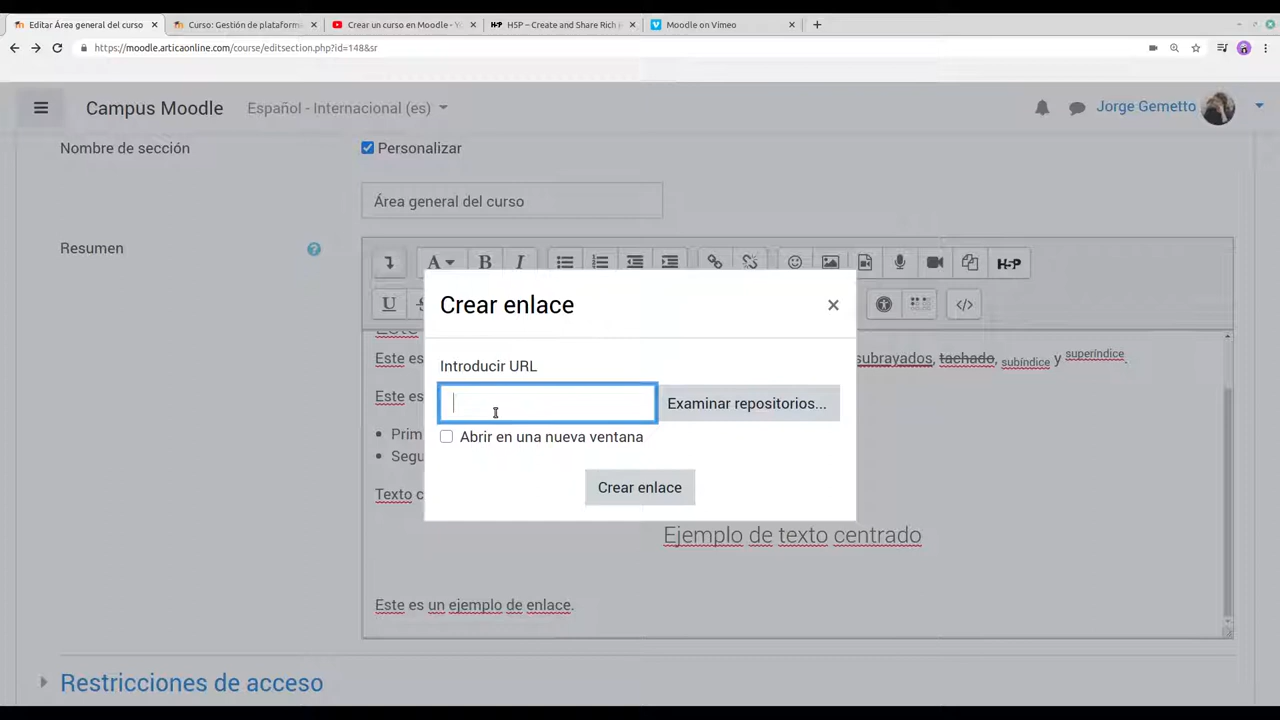 Editar Área general del curso
Curso: Gestión de plataform
Crear un curso en Moodle - Y
H5P – Create and Share Rich
Moodle on Vimeo
https://moodle.articaonline.com/course/editsection.php?id=148&sr
Campus Moodle
Español - Internacional (es)
Jorge Gemetto
Nombre de sección
Personalizar
Área general del curso
Resumen
A B I
H5P
U
</>
Crear enlace
×
Introducir URL
Examinar repositorios...
Abrir en una nueva ventana
Crear enlace
Este es
subrayados, tachado, subíndice y superíndice.
Este es
Prim
Segu
Texto c
Ejemplo de texto centrado
Este es un ejemplo de enlace.
Restricciones de acceso